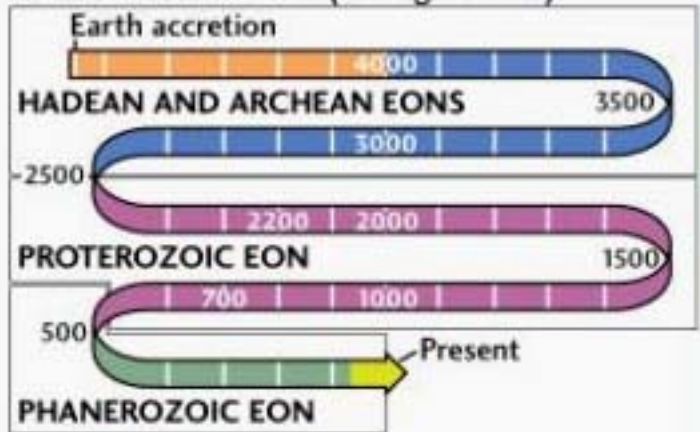 Earth accretion
4000
HADEAN AND ARCHEAN EONS 3500
3000
2500
2200 2000
PROTEROZOIC EON 1500
700 1000
500
Present
PHANEROZOIC EON